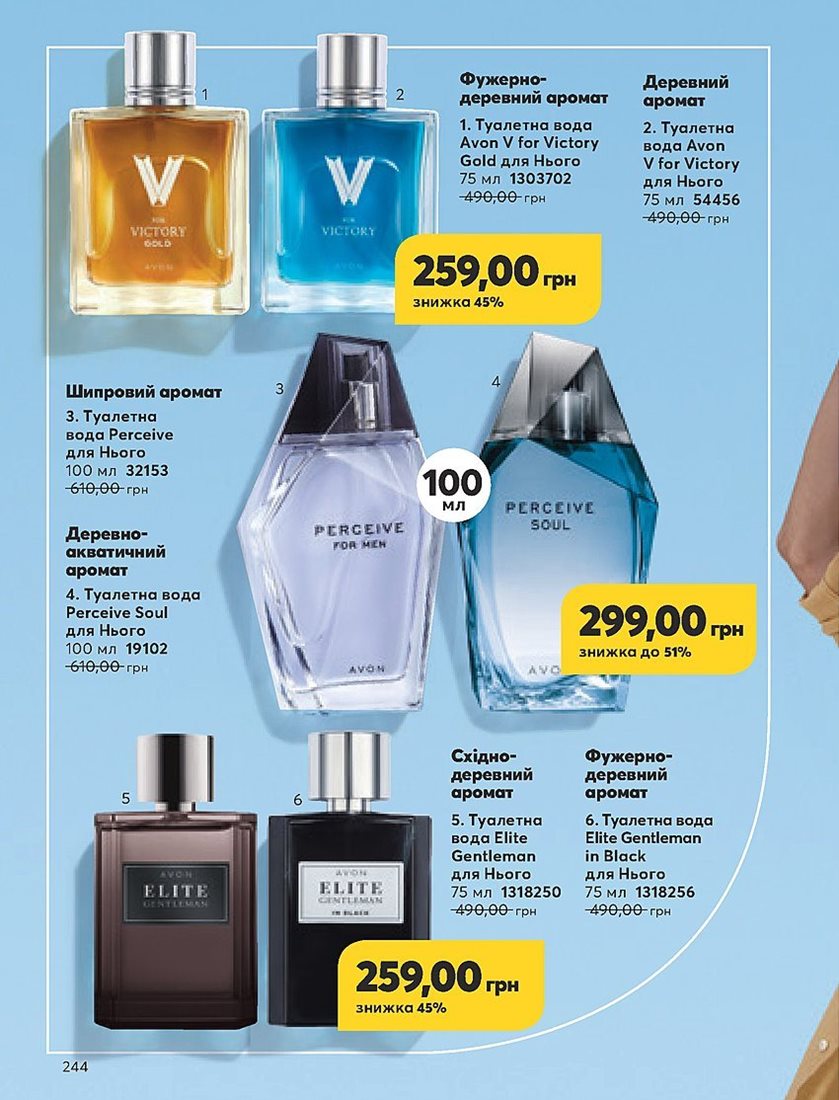 1
2
V
FOR
VICTORY
GOLD
AVON
V
FOR
VICTORY
AVON
Фужерно-
деревний аромат
1. Туалетна вода
Avon V for Victory
Gold для Нього
75 мл 1303702
490,00 грн
Деревний
аромат
2. Туалетна
вода Avon
V for Victory
для Нього
75 мл 54456
490,00 грн
259,00 грн
знижка 45%
Шипровий аромат
3. Туалетна
вода Perceive
для Нього
100 мл 32153
610,00 грн
Деревно-
акватичний
аромат
4. Туалетна вода
Perceive Soul
для Нього
100 мл 19102
610,00 грн
3
4
PERCEIVE
FOR MEN
AVON
100
мл
PERCEIVE
SOUL
AVO
299,00 грн
знижка до 51%
5
6
AVON
ELITE
GENTLEMAN
AVON
ELITE
GENTLEMAN
IN BLACK
Східно-
деревний
аромат
5. Туалетна
вода Elite
Gentleman
для Нього
75 мл 1318250
490,00 грн
Фужерно-
деревний
аромат
6. Туалетна вода
Elite Gentleman
in Black
для Нього
75 мл 1318256
490,00 грн
259,00 грн
знижка 45%
244